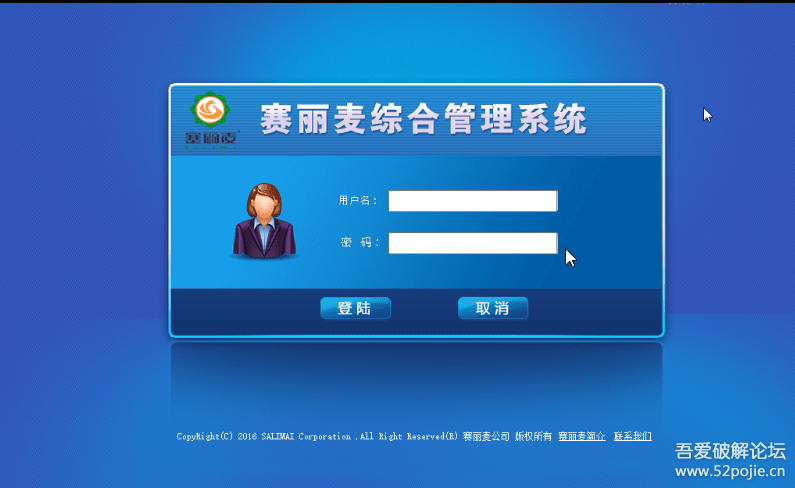 赛丽麦
SALIMAI
赛丽麦综合管理系统
用户名：
密 码：
登 陆
取 消
CopyRight(C) 2016 SALIMAI Corporation .All Right Reserved(R) 赛丽麦公司 版权所有 赛丽麦简介 联系我们
吾爱破解论坛
www.52pojie.cn